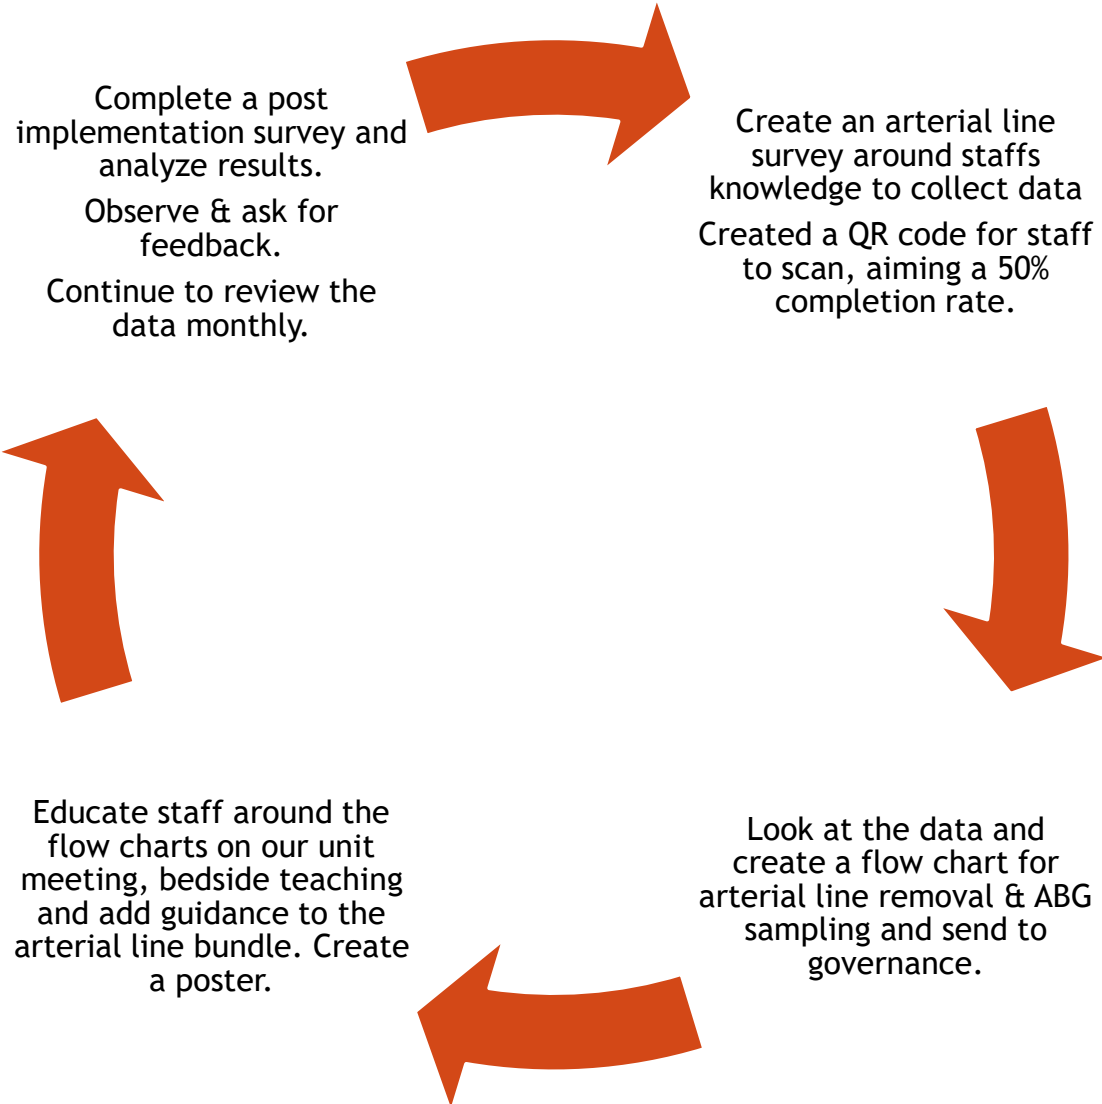 Complete a post
implementation survey and
analyze results.
Observe & ask for
feedback.
Continue to review the
data monthly.
Create an arterial line
survey around staffs
knowledge to collect data
Created a QR code for staff
to scan, aiming a 50%
completion rate.
Look at the data and
create a flow chart for
arterial line removal & ABG
sampling and send to
governance.
Educate staff around the
flow charts on our unit
meeting, bedside teaching
and add guidance to the
arterial line bundle. Create
a poster.